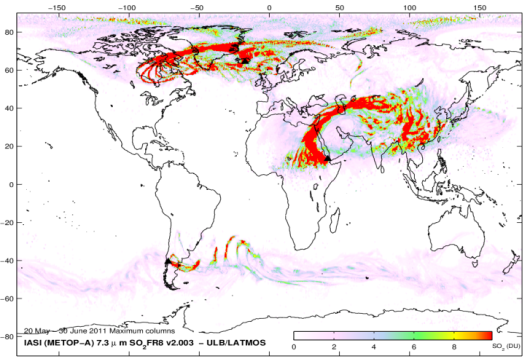 −150 −100 −50 0 50 100 150
80
60
40
20
0
−20
−40
−60
−80
20 May − 30 June 2011 Maximum columns
IASI (METOP−A) 7.3 μ m SO2_FR8 v2.003 − ULB/LATMOS
0 2 4 6 8
SO2 (DU)